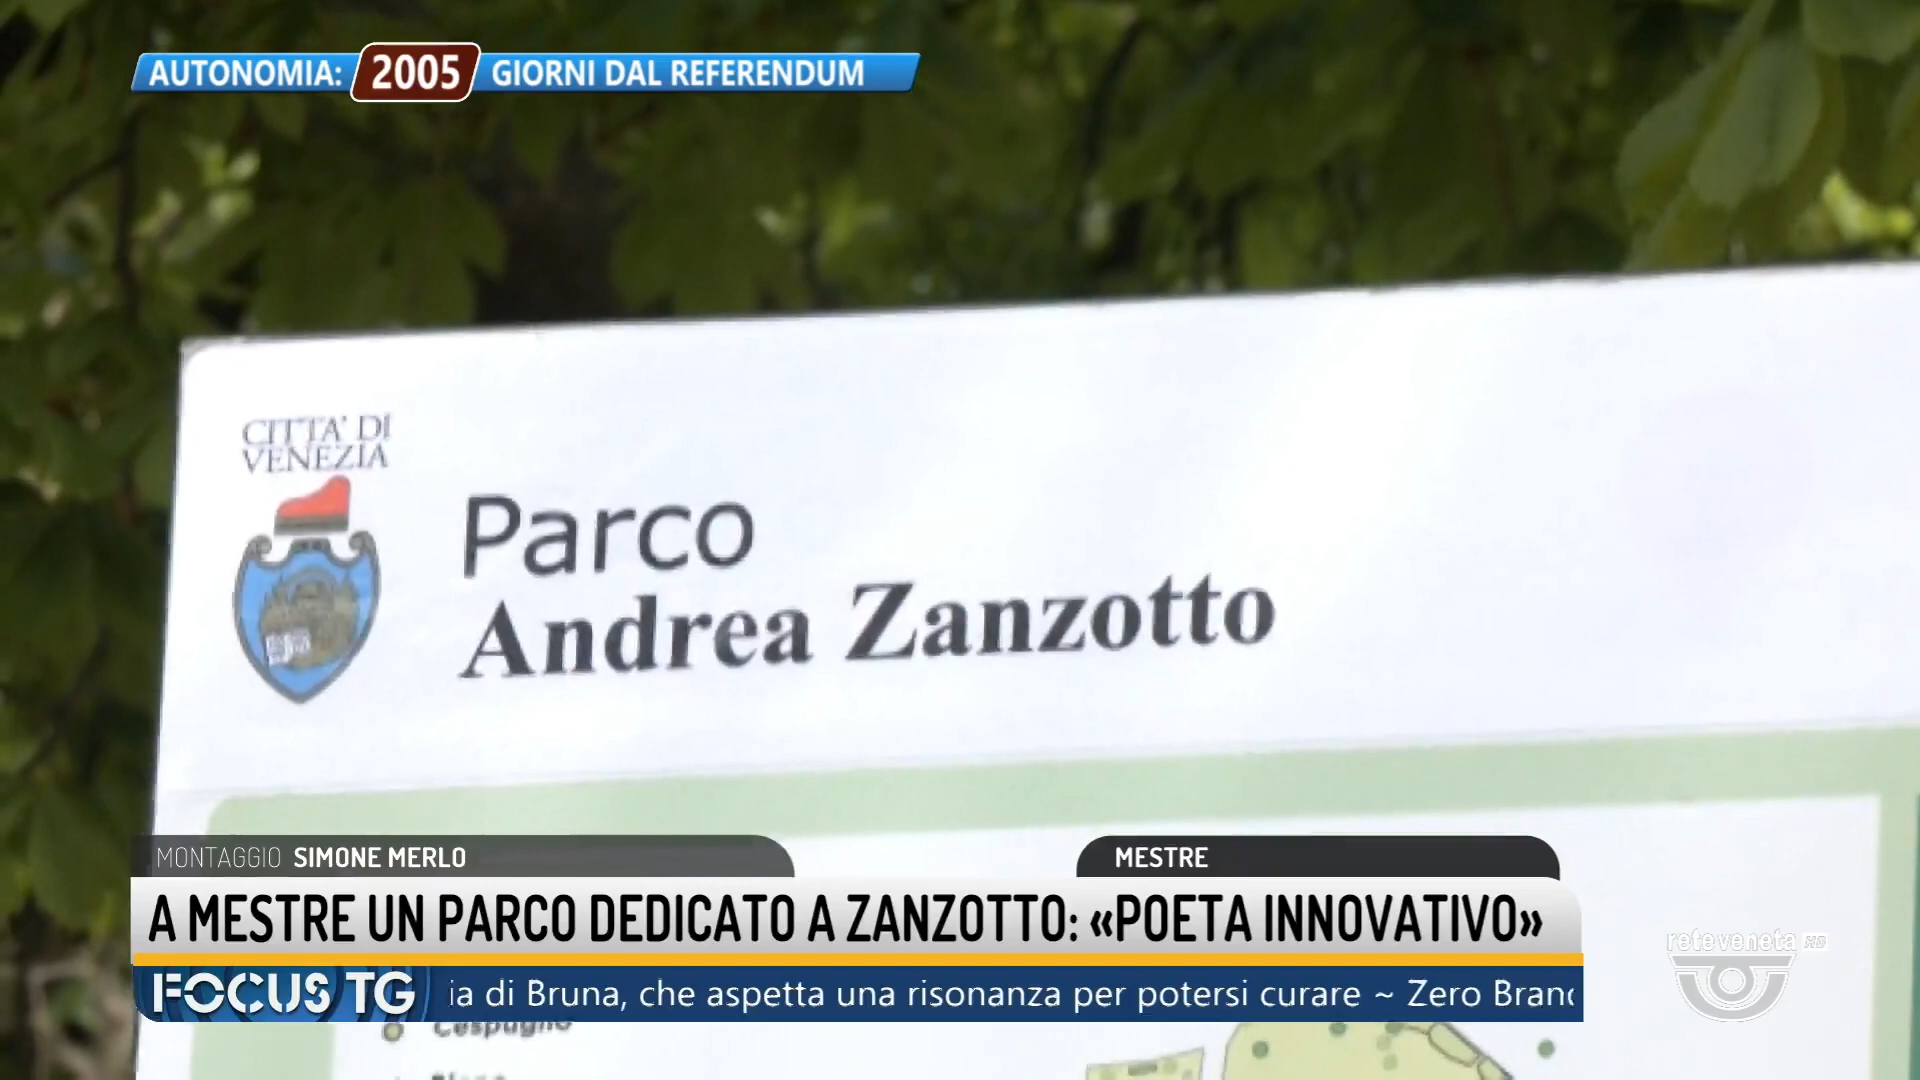 AUTONOMIA: 2005 GIORNI DAL REFERENDUM
CITTA' DI
VENEZIA
Parco
Andrea Zanzotto
MONTAGGIO SIMONE MERLO
MESTRE
A MESTRE UN PARCO DEDICATO A ZANZOTTO: «POETA INNOVATIVO»
FOCUS TG
ia di Bruna, che aspetta una risonanza per potersi curare ~ Zero Branc
Cespuglio
reteveneta HD